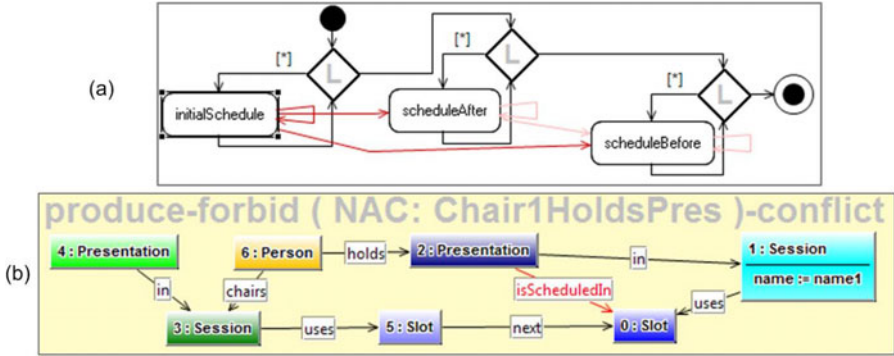 (a)
L
[*]
[*]
L
[*]
L
initialSchedule
scheduleAfter
scheduleBefore
(b)
produce-forbid ( NAC: Chair1HoldsPres )-conflict
4 : Presentation
6 : Person
holds
2 : Presentation
in
1 : Session
name := name1
in
chairs
isScheduledIn
uses
3 : Session
uses
5 : Slot
next
0 : Slot